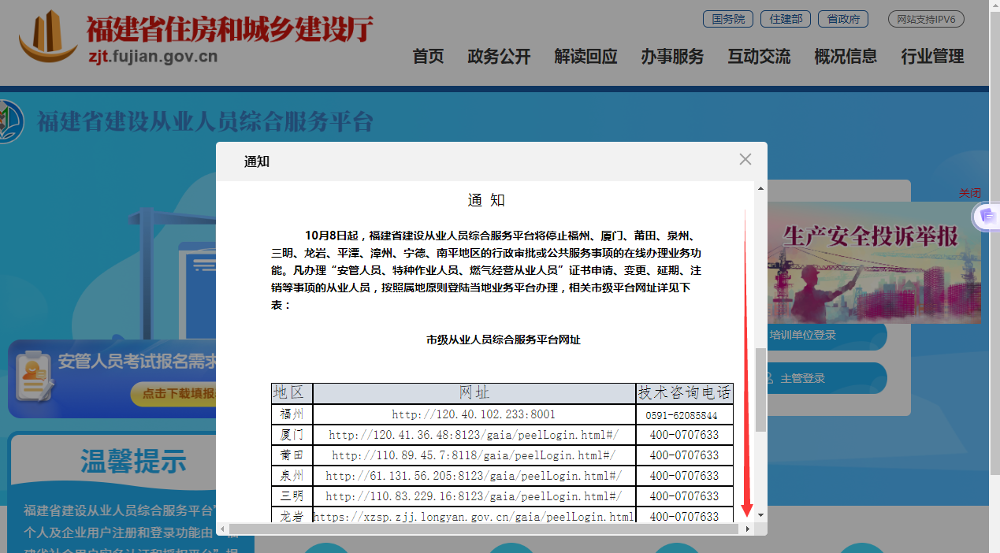 福建省住房和城乡建设厅
zjt.fujian.gov.cn
国务院 住建部 省政府 网站支持IPV6
首页 政务公开 解读回应 办事服务 互动交流 概况信息 行业管理
福建省建设从业人员综合服务平台
通知
关闭
生产安全投诉举报
通 知
10月8日起，福建省建设从业人员综合服务平台将停止福州、厦门、莆田、泉州、
三明、龙岩、平潭、漳州、宁德、南平地区的行政审批或公共服务事项的在线办理业务功
能。凡办理“安管人员、特种作业人员、燃气经营从业人员”证书申请、变更、延期、注
销等事项的从业人员，按照属地原则登陆当地业务平台办理，相关市级平台网址详见下
表：
市级从业人员综合服务平台网址
地区 网址 技术咨询电话
福州 http://120.40.102.233:8001 0591-62085844
厦门 http://120.41.36.48:8123/gaia/peelLogin.html#/ 400-0707633
莆田 http://110.89.45.7:8118/gaia/peelLogin.html#/ 400-0707633
泉州 http://61.131.56.205:8123/gaia/peelLogin.html#/ 400-0707633
三明 http://110.83.229.16:8123/gaia/peelLogin.html#/ 400-0707633
龙岩 https://xzsp.zjj.longyan.gov.cn/gaia/peelLogin.html 400-0707633
安管人员考试报名需求
点击下载填报
培训单位登录
主管登录
温馨提示
福建省建设从业人员综合服务平台"
个人及企业用户注册和登录功能由"福
建省社会用户实名认证和授权平台"提